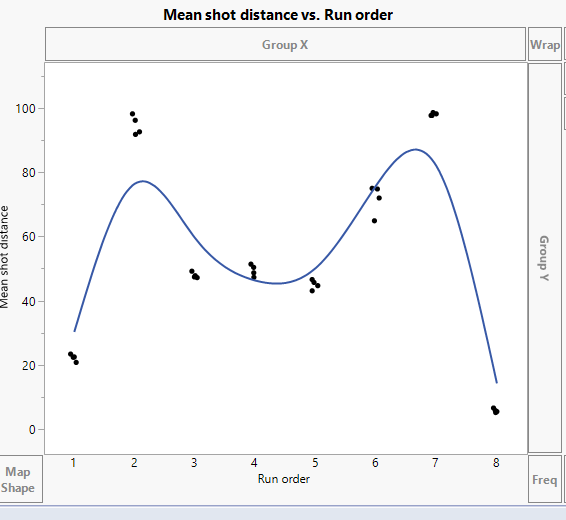 Mean shot distance vs. Run order
Group X
Wrap
Mean shot distance
100
80
60
40
20
0
Group Y
1 2 3 4 5 6 7 8
Run order
Map
Shape
Freq